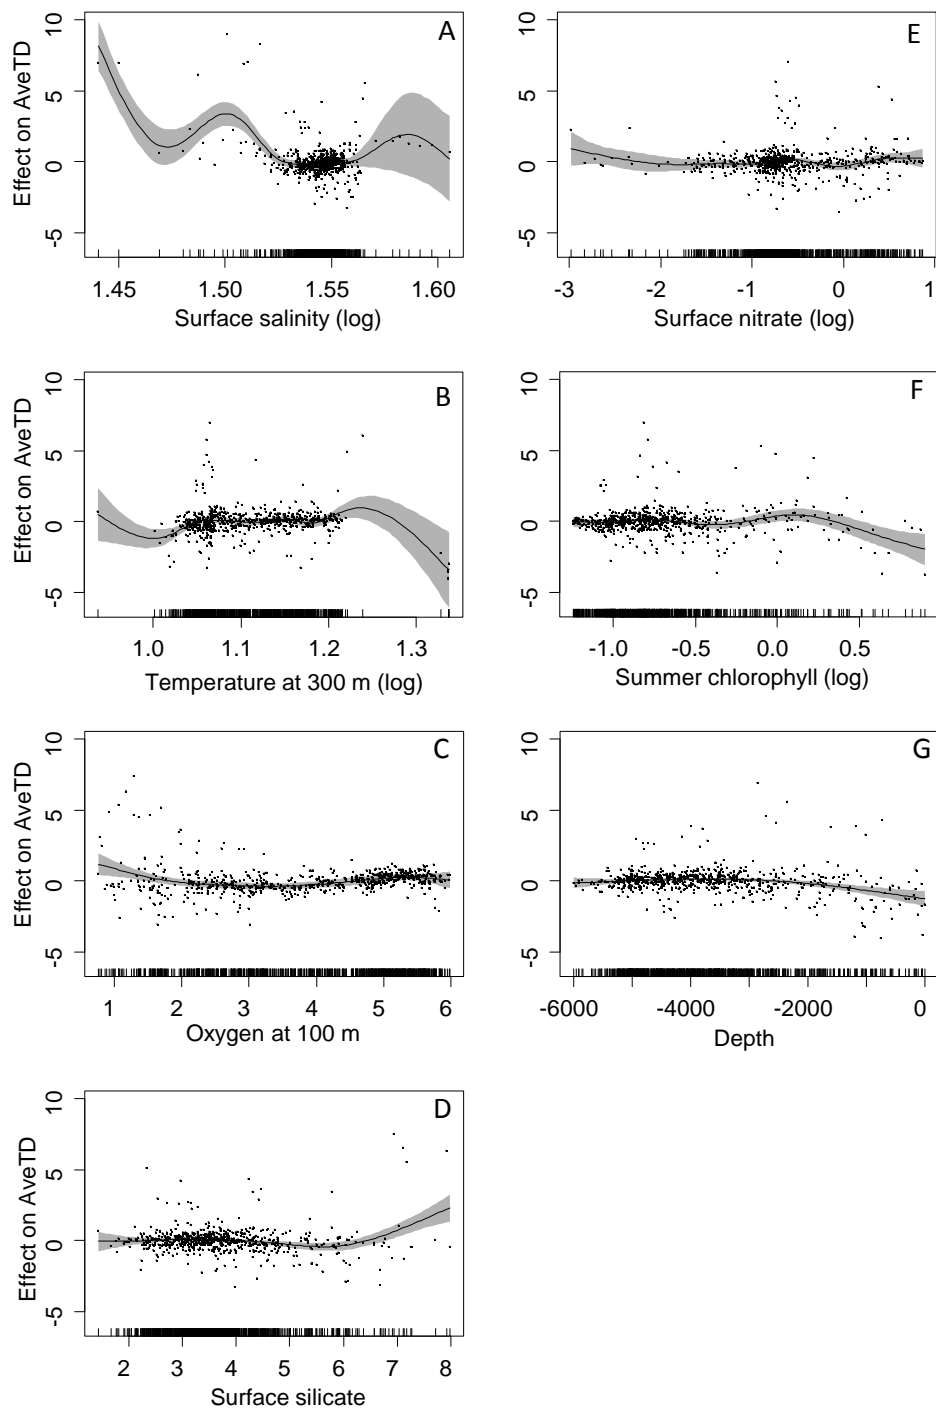 A
Effect on AveTD
10
5
0
-5
1.45 1.50 1.55 1.60
Surface salinity (log)
E
10
5
0
-5
-3 -2 -1 0 1
Surface nitrate (log)
B
Effect on AveTD
10
5
0
-5
1.0 1.1 1.2 1.3
Temperature at 300 m (log)
F
10
5
0
-5
-1.0 -0.5 0.0 0.5
Summer chlorophyll (log)
C
Effect on AveTD
10
5
0
-5
1 2 3 4 5 6
Oxygen at 100 m
G
10
5
0
-5
-6000 -4000 -2000 0
Depth
D
Effect on AveTD
10
5
0
-5
2 3 4 5 6 7 8
Surface silicate